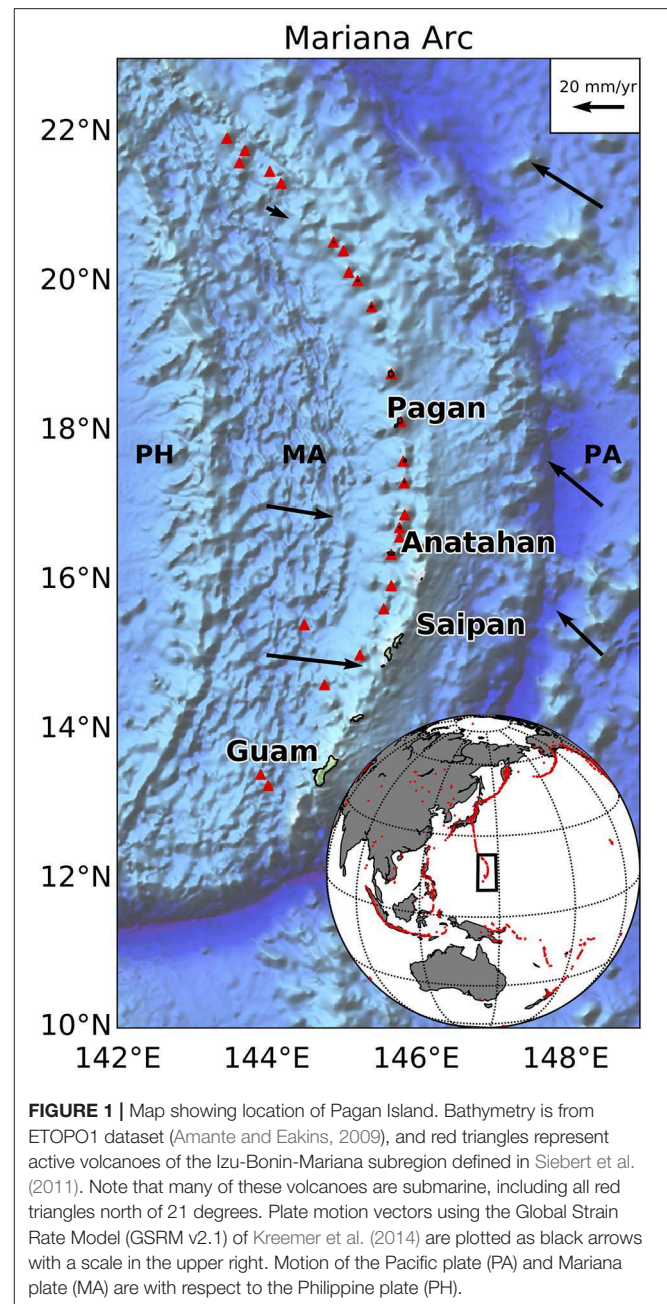 Mariana Arc
20 mm/yr
22°N
20°N
18°N
16°N
14°N
12°N
10°N
Pagan
PH
MA
PA
Anatahan
Saipan
Guam
142°E 144°E 146°E 148°E
FIGURE 1 | Map showing location of Pagan Island. Bathymetry is from
ETOPO1 dataset (Amante and Eakins, 2009), and red triangles represent
active volcanoes of the Izu-Bonin-Mariana subregion defined in Siebert et al.
(2011). Note that many of these volcanoes are submarine, including all red
triangles north of 21 degrees. Plate motion vectors using the Global Strain
Rate Model (GSRM v2.1) of Kreemer et al. (2014) are plotted as black arrows
with a scale in the upper right. Motion of the Pacific plate (PA) and Mariana
plate (MA) are with respect to the Philippine plate (PH).